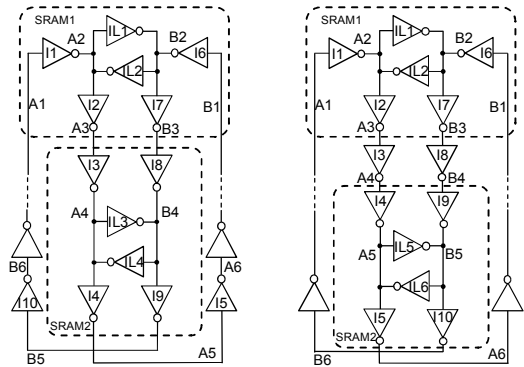 SRAM1
A2
IL1
B2
I1
I6
IL2
A1
I2
I7
B1
A3
B3
I3
I8
A4
B4
IL3
IL4
B6
A6
I10
I4
I9
I5
SRAM2
B5
A5
SRAM1
A2
IL1
B2
I1
I6
IL2
A1
I2
I7
B1
A3
B3
I3
I8
A4
B4
I4
I9
A5
IL5
B5
IL6
I5
I10
SRAM2
B6
A6